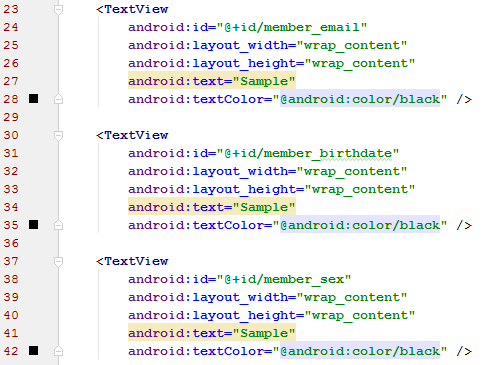 23 <TextView
24 android:id="@+id/member_email"
25 android:layout_width="wrap_content"
26 android:layout_height="wrap_content"
27 android:text="Sample"
28 android:textColor="@android:color/black" />
29
30 <TextView
31 android:id="@+id/member_birthdate"
32 android:layout_width="wrap_content"
33 android:layout_height="wrap_content"
34 android:text="Sample"
35 android:textColor="@android:color/black" />
36
37 <TextView
38 android:id="@+id/member_sex"
39 android:layout_width="wrap_content"
40 android:layout_height="wrap_content"
41 android:text="Sample"
42 android:textColor="@android:color/black" />